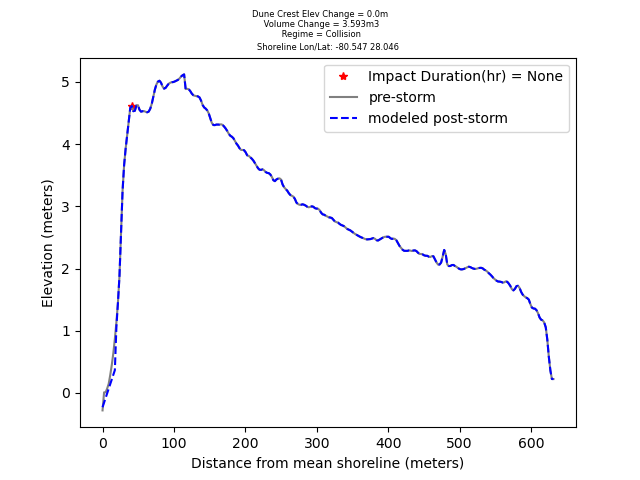 Dune Crest Elev Change = 0.0m
Volume Change = 3.593m3
Regime = Collision
Shoreline Lon/Lat: -80.547 28.046
Impact Duration(hr) = None
pre-storm
modeled post-storm
Elevation (meters)
5
4
3
2
1
0
0 100 200 300 400 500 600
Distance from mean shoreline (meters)